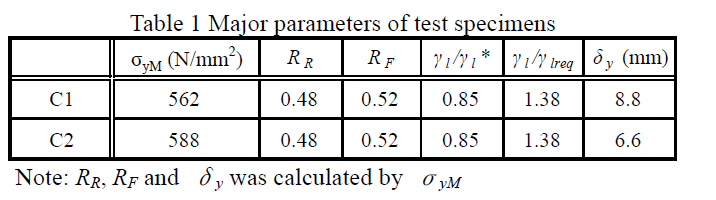 Table 1 Major parameters of test specimens
σyM (N/mm²) RR RF γl/γl* γl/γlreq δy (mm)
C1 562 0.48 0.52 0.85 1.38 8.8
C2 588 0.48 0.52 0.85 1.38 6.6
Note: RR, RF and δy was calculated by σyM